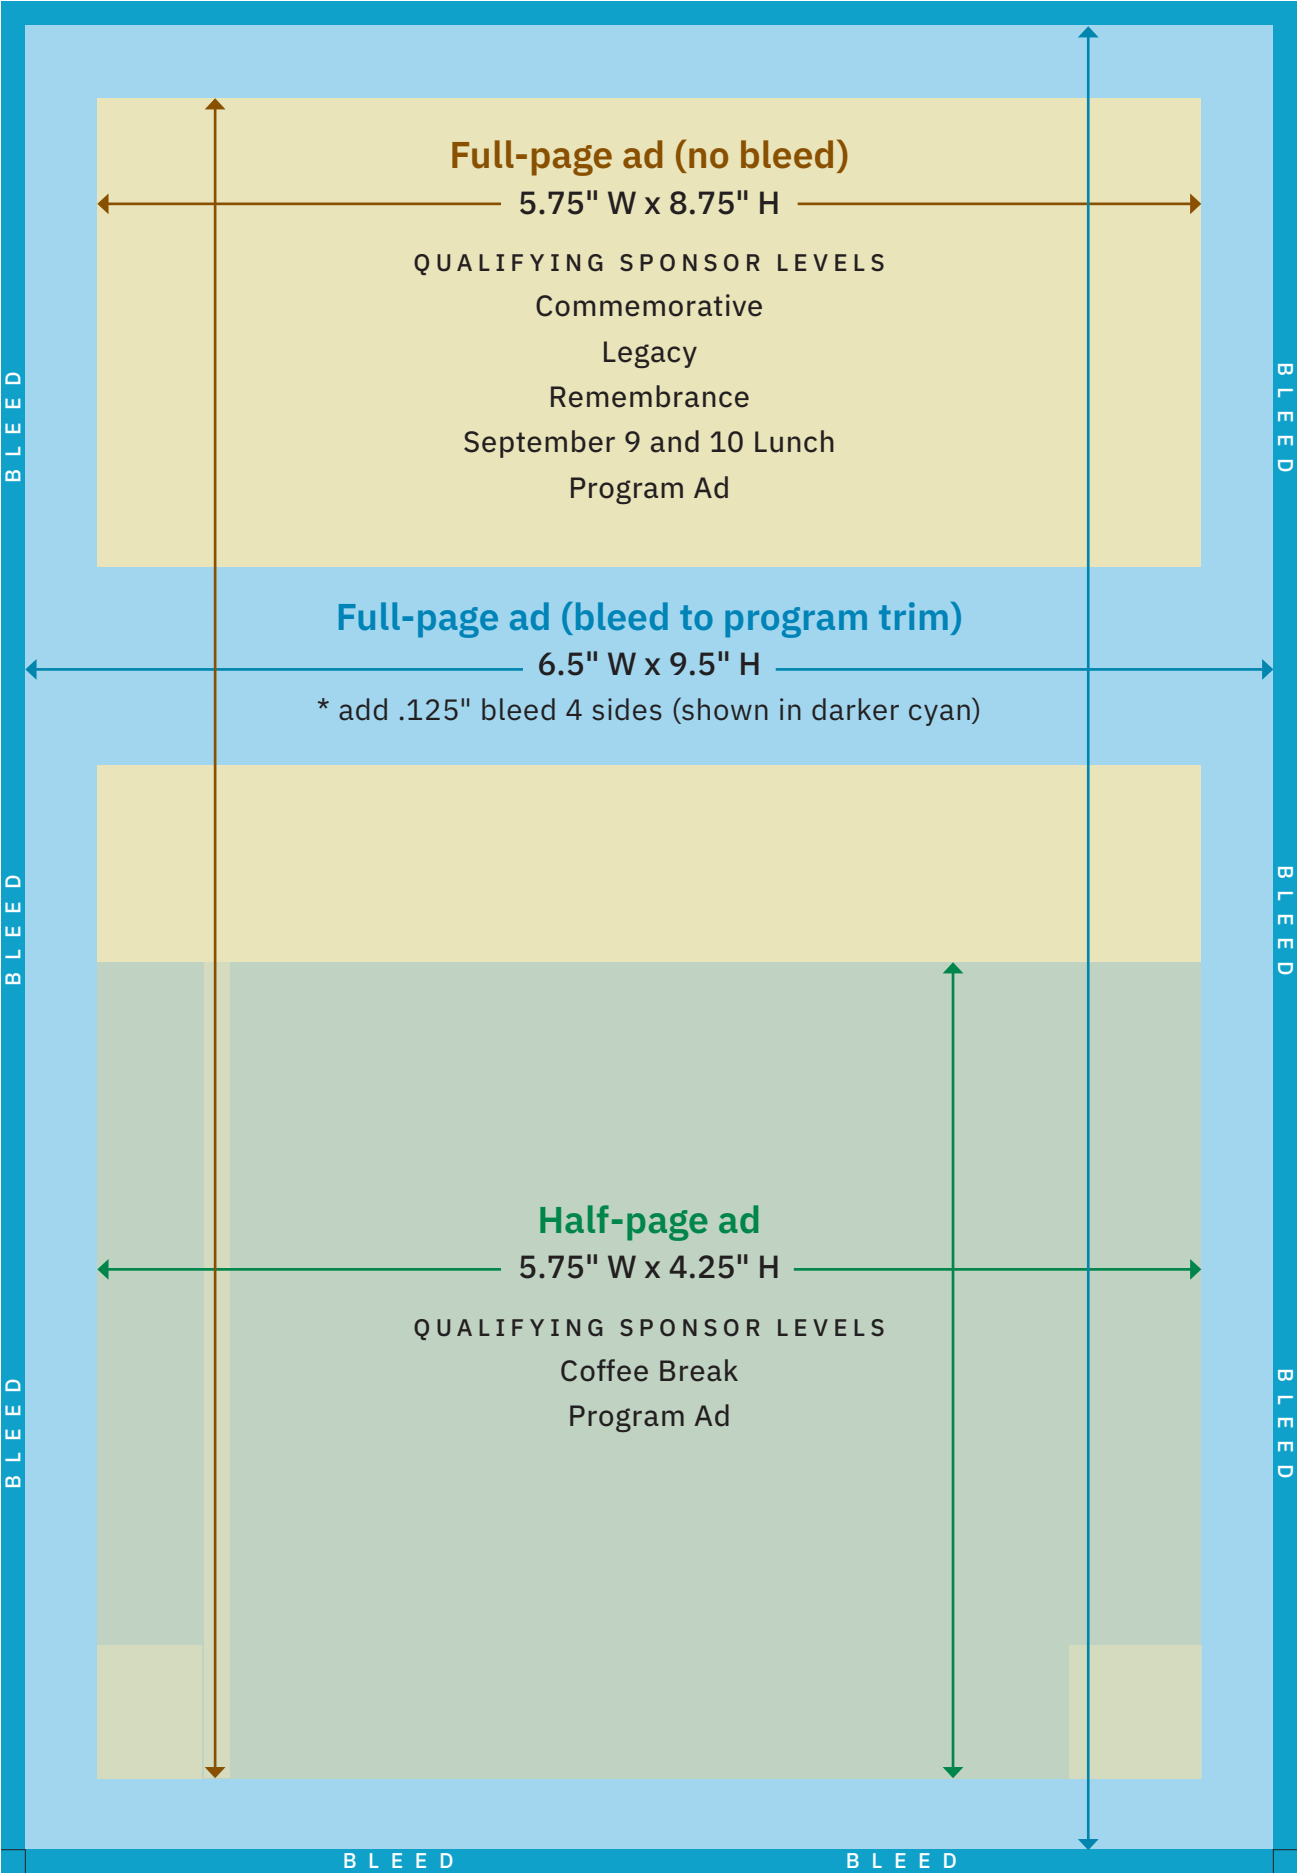 Full-page ad (no bleed)
5.75" W x 8.75" H
QUALIFYING SPONSOR LEVELS
Commemorative
Legacy
Remembrance
September 9 and 10 Lunch
Program Ad
Full-page ad (bleed to program trim)
6.5" W x 9.5" H
* add .125" bleed 4 sides (shown in darker cyan)
Half-page ad
5.75" W x 4.25" H
QUALIFYING SPONSOR LEVELS
Coffee Break
Program Ad
BLEED
BLEED
BLEED
BLEED
BLEED
BLEED
BLEED
BLEED